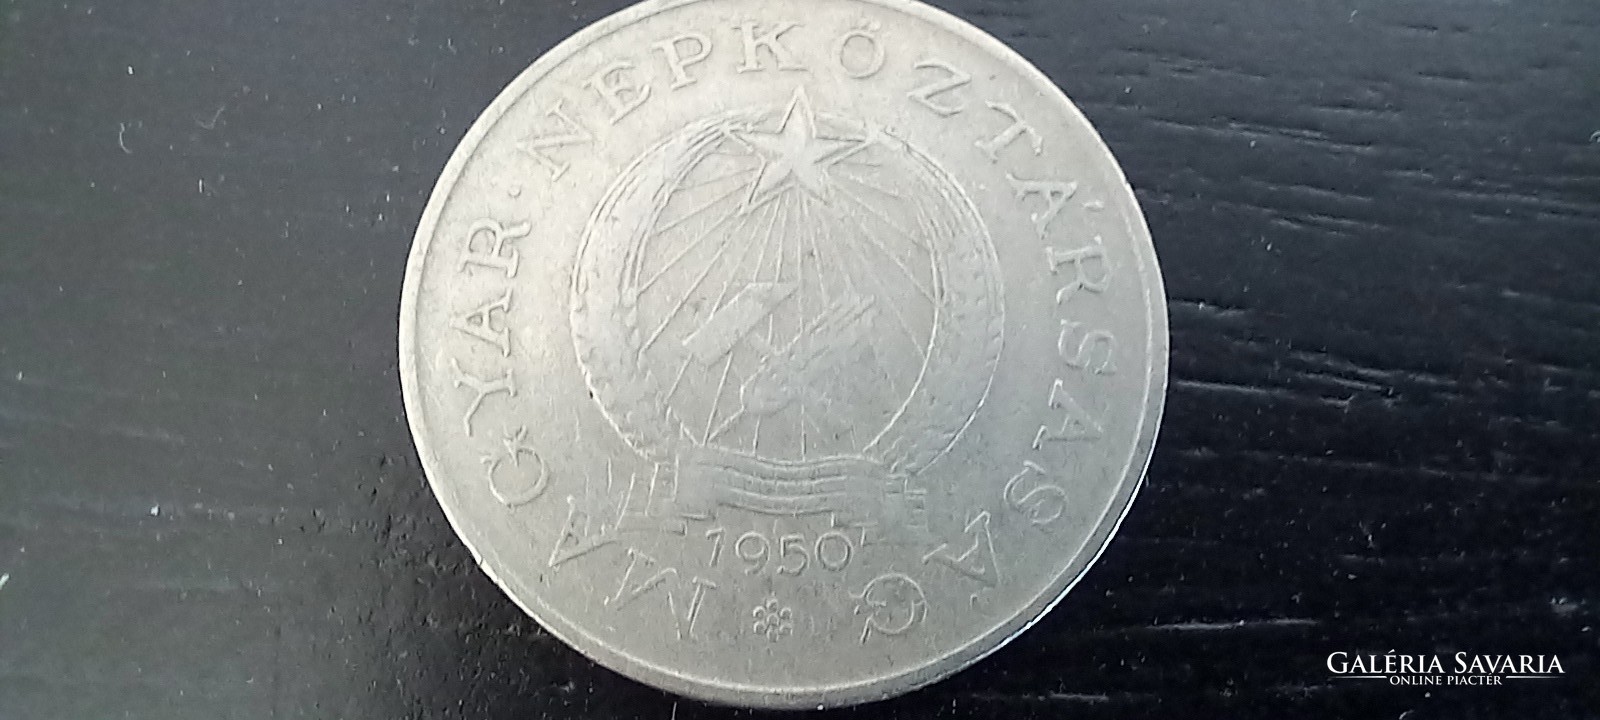 MAGYAR · NÉPKÖZTÁRSASÁG
1950
GALÉRIA SAVARIA
ONLINE PIACTÉR